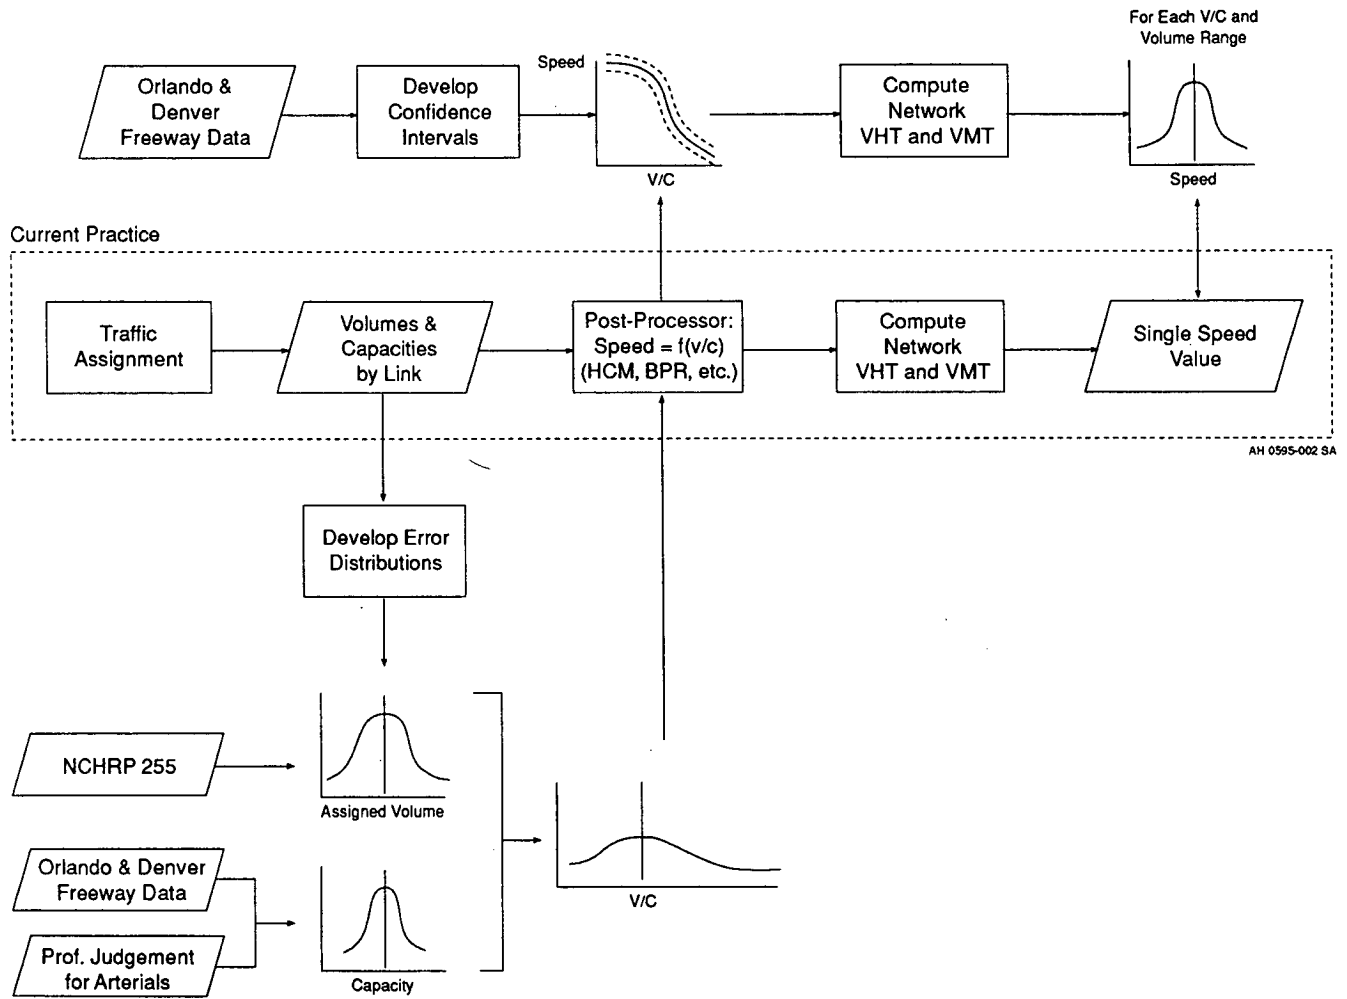 For Each V/C and
Volume Range
Orlando &
Denver
Freeway Data
Develop
Confidence
Intervals
Speed
V/C
Compute
Network
VHT and VMT
Speed
Current Practice
Traffic
Assignment
Volumes &
Capacities
by Link
Post-Processor:
Speed = f(v/c)
(HCM, BPR, etc.)
Compute
Network
VHT and VMT
Single Speed
Value
AH 0595-002 SA
Develop Error
Distributions
NCHRP 255
Assigned Volume
Orlando & Denver
Freeway Data
Prof. Judgement
for Arterials
Capacity
V/C